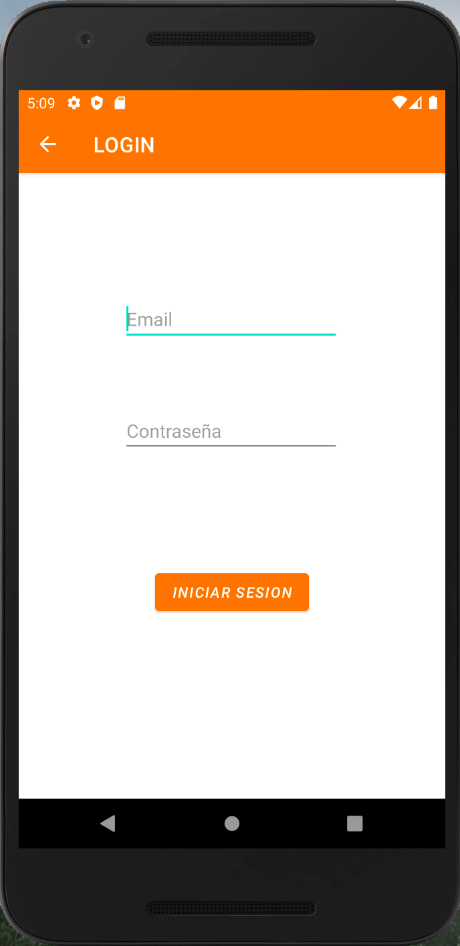 5:09
LOGIN
Email
Contraseña
INICIAR SESION